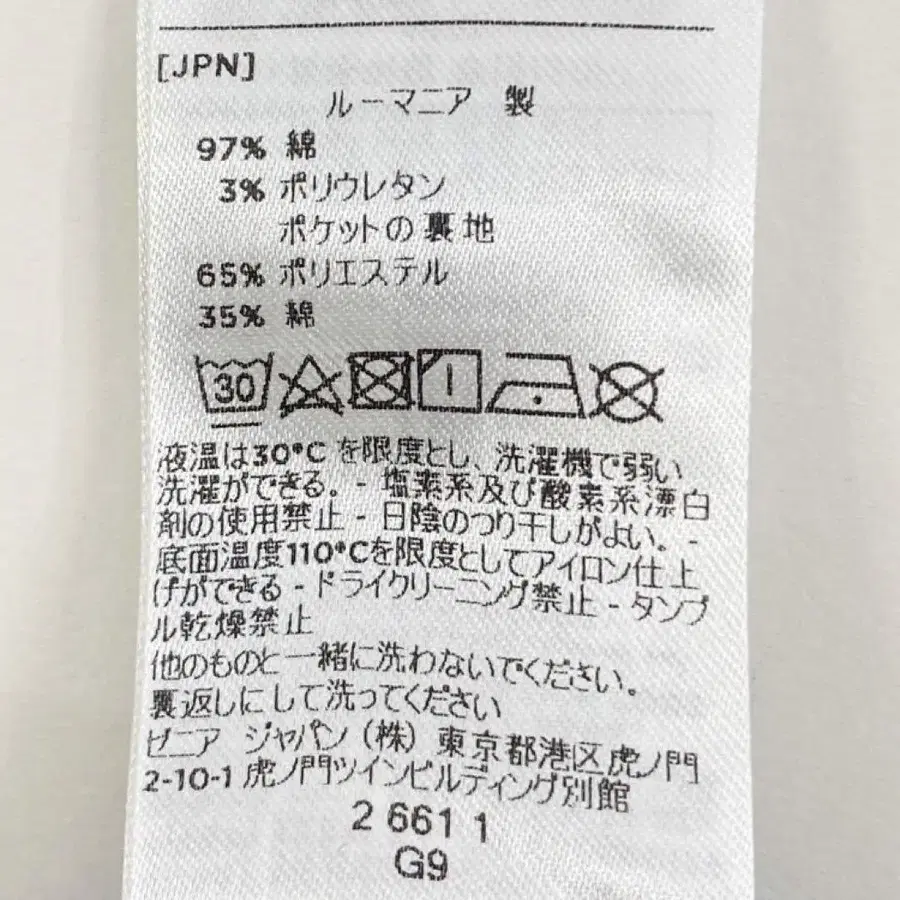 [JPN]
ルーマニア 製
97% 綿
3% ポリウレタン
ポケットの裏地
65% ポリエステル
35% 綿
30
液温は30°Cを限度とし、洗濯機で弱い
洗濯ができる。- 塩素系及び酸素系漂白
剤の使用禁止 - 日陰のつり干しがよい。-
底面温度110°Cを限度としてアイロン仕上
げができる - ドライクリーニング禁止 - タンブ
ル乾燥禁止
他のものと一緒に洗わないでください。
裏返しにして洗ってください
ゼニア ジャパン (株) 東京都港区虎ノ門
2-10-1 虎ノ門ツインビルディング別館
2 661 1
G9